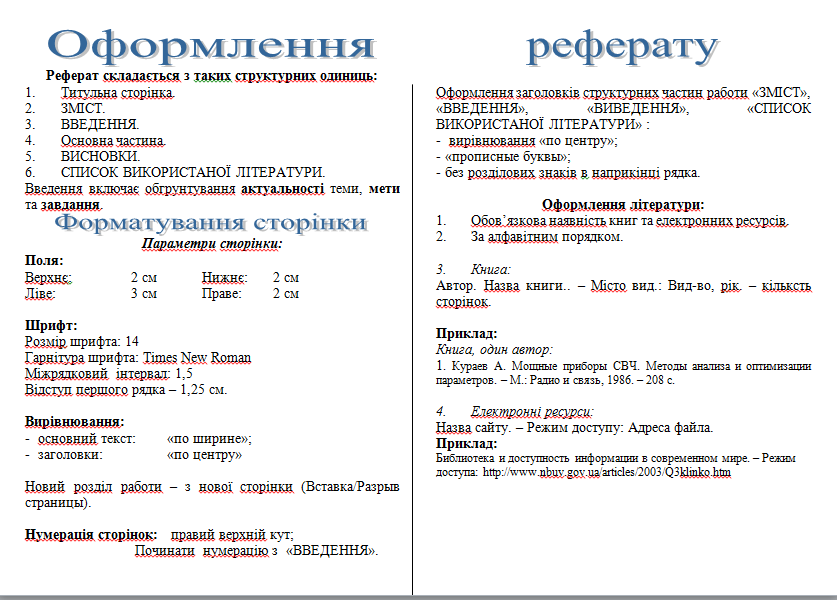 Оформлення реферату
Реферат складається з таких структурних одиниць:
1. Титульна сторінка.
2. ЗМІСТ.
3. ВВЕДЕННЯ.
4. Основна частина.
5. ВИСНОВКИ.
6. СПИСОК ВИКОРИСТАНОЇ ЛІТЕРАТУРИ.
Введення включає обгрунтування актуальності теми, мети
та завдання.
Форматування сторінки
Параметри сторінки:
Поля:
Верхнє: 2 см Нижнє: 2 см
Ліве: 3 см Праве: 2 см
Шрифт:
Розмір шрифта: 14
Гарнітура шрифта: Times New Roman
Міжрядковий інтервал: 1,5
Відступ першого рядка – 1,25 см.
Вирівнювання:
- основний текст: «по ширине»;
- заголовки: «по центру»
Новий розділ работи – з нової сторінки (Вставка/Разрыв
страницы).
Нумерація сторінок: правий верхній кут;
Починати нумерацію з «ВВЕДЕННЯ».
Оформлення заголовків структурних частин работи «ЗМІСТ»,
«ВВЕДЕННЯ», «ВИВЕДЕННЯ», «СПИСОК
ВИКОРИСТАНОЇ ЛІТЕРАТУРИ» :
- вирівнювання «по центру»;
- «прописные буквы»;
- без розділових знаків в наприкінці рядка.
Оформлення літератури:
1. Обов’язкова наявність книг та електронних ресурсів.
2. За алфавітним порядком.
3. Книга:
Автор. Назва книги.. – Місто вид.: Вид-во, рік. – кількксть
сторінок.
Приклад:
Книга, один автор:
1. Кураев А. Мощные приборы СВЧ. Методы анализа и оптимизации
параметров. – М.: Радио и связь, 1986. – 208 с.
4. Електронні ресурси:
Назва сайту. – Режим доступу: Адреса файла.
Приклад:
Библиотека и доступность информации в современном мире. – Режим
доступа: http://www.nbuv.gov.ua/articles/2003/Q3klinko.htm